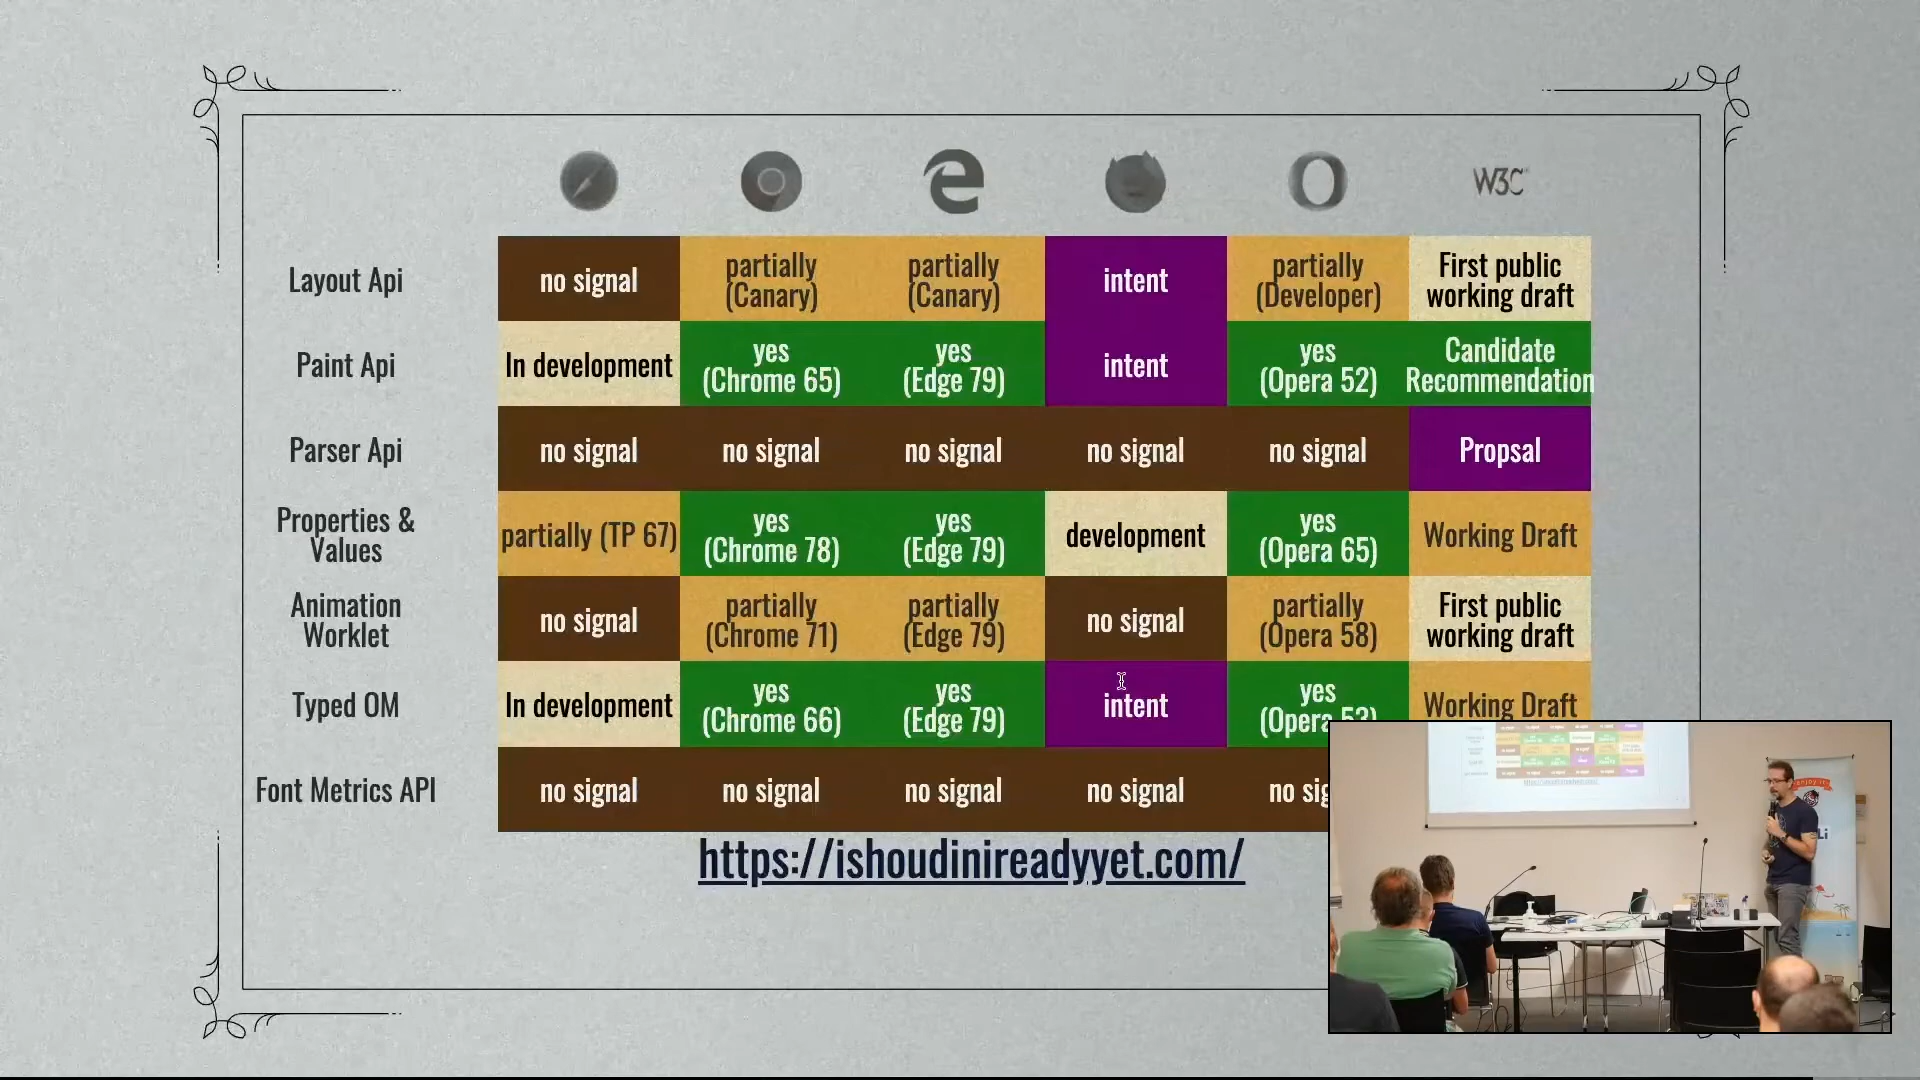 W3C
Layout Api
no signal
partially
(Canary)
partially
(Canary)
intent
partially
(Developer)
First public
working draft
Paint Api
In development
yes
(Chrome 65)
yes
(Edge 79)
intent
yes
(Opera 52)
Candidate
Recommendation
Parser Api
no signal
no signal
no signal
no signal
no signal
Propsal
Properties &
Values
partially (TP 67)
yes
(Chrome 78)
yes
(Edge 79)
development
yes
(Opera 65)
Working Draft
Animation
Worklet
no signal
partially
(Chrome 71)
partially
(Edge 79)
no signal
partially
(Opera 58)
First public
working draft
Typed OM
In development
yes
(Chrome 66)
yes
(Edge 79)
intent
yes
(Opera 53)
Working Draft
Font Metrics API
no signal
no signal
no signal
no signal
no sig
https://ishoudinireadyyet.com/